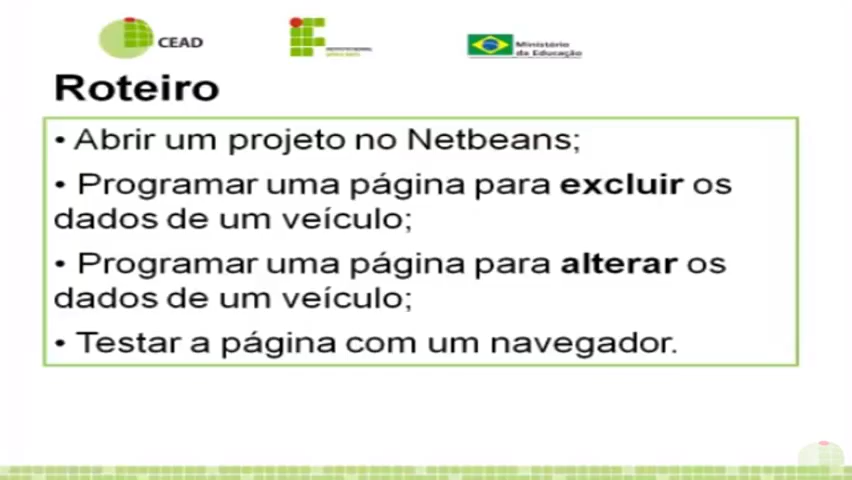 CEAD
Ministério
da Educação
Roteiro
• Abrir um projeto no Netbeans;
• Programar uma página para excluir os
dados de um veículo;
• Programar uma página para alterar os
dados de um veículo;
• Testar a página com um navegador.